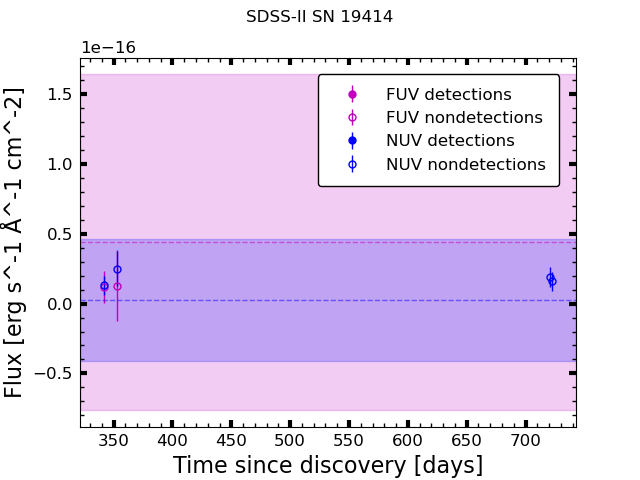 SDSS-II SN 19414
1e−16
Flux [erg s^-1 Å^-1 cm^-2]
1.5
1.0
0.5
0.0
−0.5
FUV detections
FUV nondetections
NUV detections
NUV nondetections
350 400 450 500 550 600 650 700
Time since discovery [days]